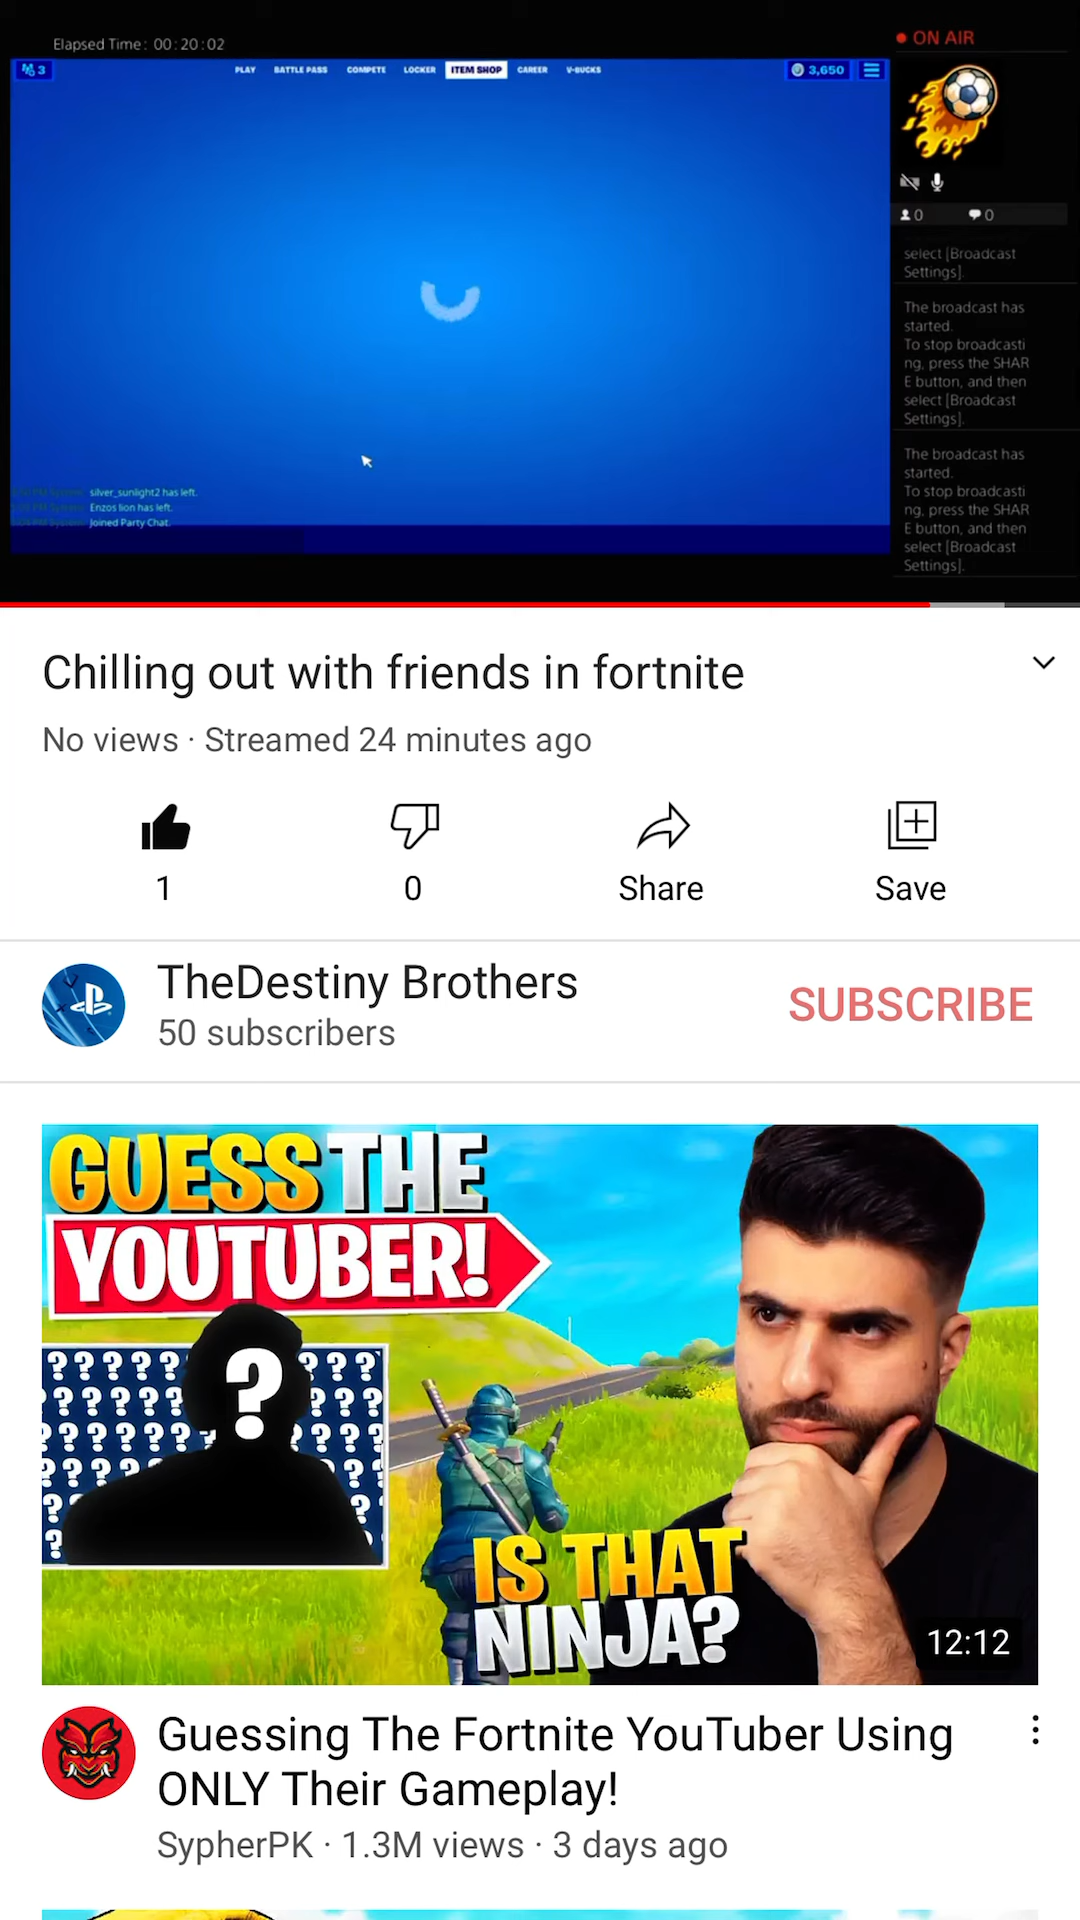 Elapsed Time: 00:20:02
ON AIR
3
PLAY BATTLE PASS COMPETE LOCKER ITEM SHOP CAREER V-BUCKS
3,650
0 0
select [Broadcast
Settings].
The broadcast has
started.
To stop broadcasti
ng, press the SHAR
E button, and then
select [Broadcast
Settings].
The broadcast has
started.
To stop broadcasti
ng, press the SHAR
E button, and then
select [Broadcast
Settings].
silver_sunlight2 has left.
Enzos lion has left.
Joined Party Chat.
Chilling out with friends in fortnite
No views · Streamed 24 minutes ago
1 0 Share Save
TheDestiny Brothers
50 subscribers
SUBSCRIBE
GUESS THE
YOUTUBER!
?
? ? ? ? ? ? ? ?
IS THAT
NINJA?
12:12
Guessing The Fortnite YouTuber Using
ONLY Their Gameplay!
SypherPK · 1.3M views · 3 days ago